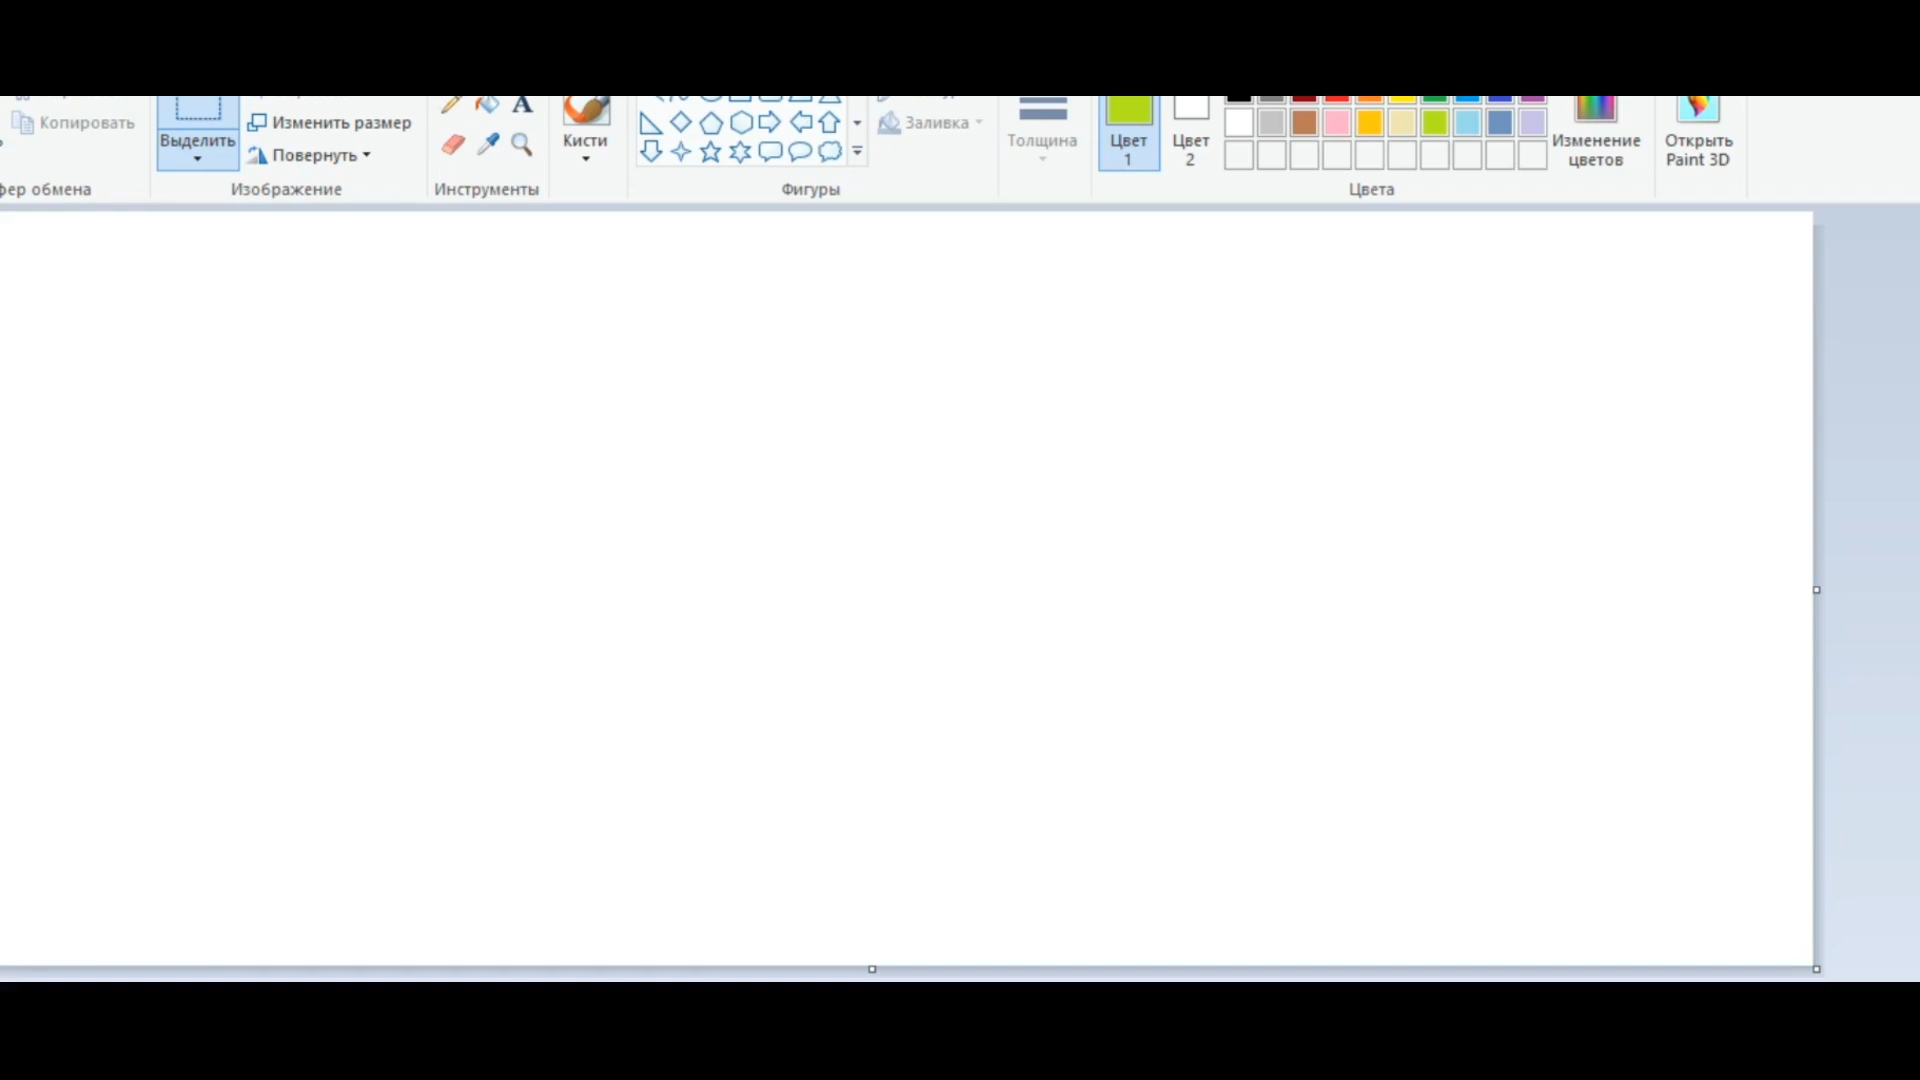 Копировать
Выделить
Изменить размер
Повернуть
Кисти
Заливка
Толщина
Цвет
1
Цвет
2
Изменение
цветов
Открыть
Paint 3D
фер обмена
Изображение
Инструменты
Фигуры
Цвета